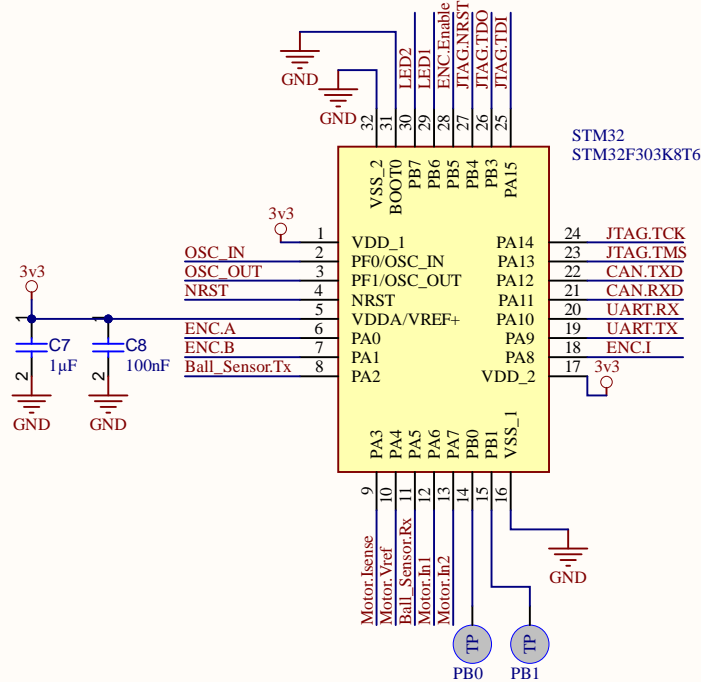 LED2
LED1
ENC.Enable
JTAG.NRST
JTAG.TDO
JTAG.TDI
GND
GND
32
31
30
29
28
27
26
25
STM32
STM32F303K8T6
VSS_2
BOOT0
PB7
PB6
PB5
PB4
PB3
PA15
3v3
1
VDD_1
OSC_IN
2
PF0/OSC_IN
OSC_OUT
3
PF1/OSC_OUT
NRST
4
NRST
5
VDDA/VREF+
ENC.A
6
PA0
ENC.B
7
PA1
Ball_Sensor.Tx
8
PA2
PA14
24
JTAG.TCK
PA13
23
JTAG.TMS
PA12
22
CAN.TXD
PA11
21
CAN.RXD
PA10
20
UART.RX
PA9
19
UART.TX
PA8
18
ENC.I
VDD_2
17
3v3
3v3
1
C7
1µF
2
GND
1
C8
100nF
2
GND
PA3
PA4
PA5
PA6
PA7
PB0
PB1
VSS_1
9
10
11
12
13
14
15
16
Motor.Isense
Motor.Vref
Ball_Sensor.Rx
Motor.In1
Motor.In2
GND
TP
PB0
TP
PB1